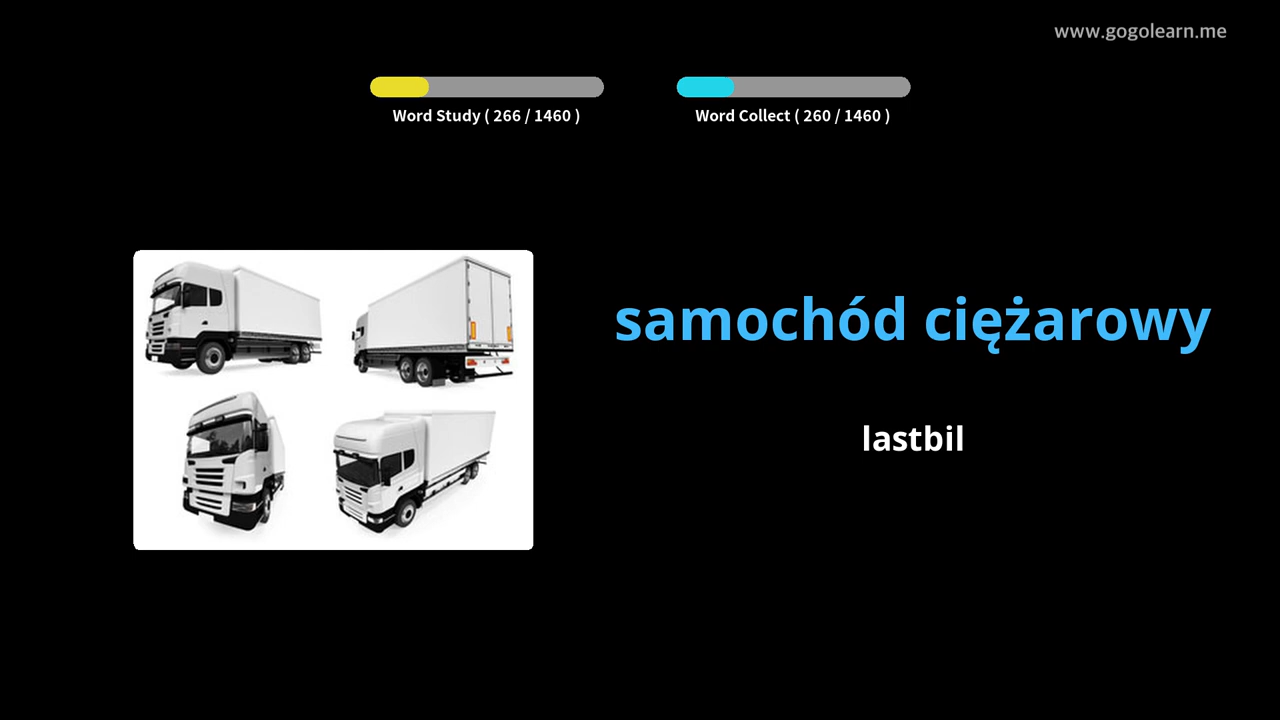 www.gogolearn.me
Word Study ( 266 / 1460 )
Word Collect ( 260 / 1460 )
samochód ciężarowy
lastbil